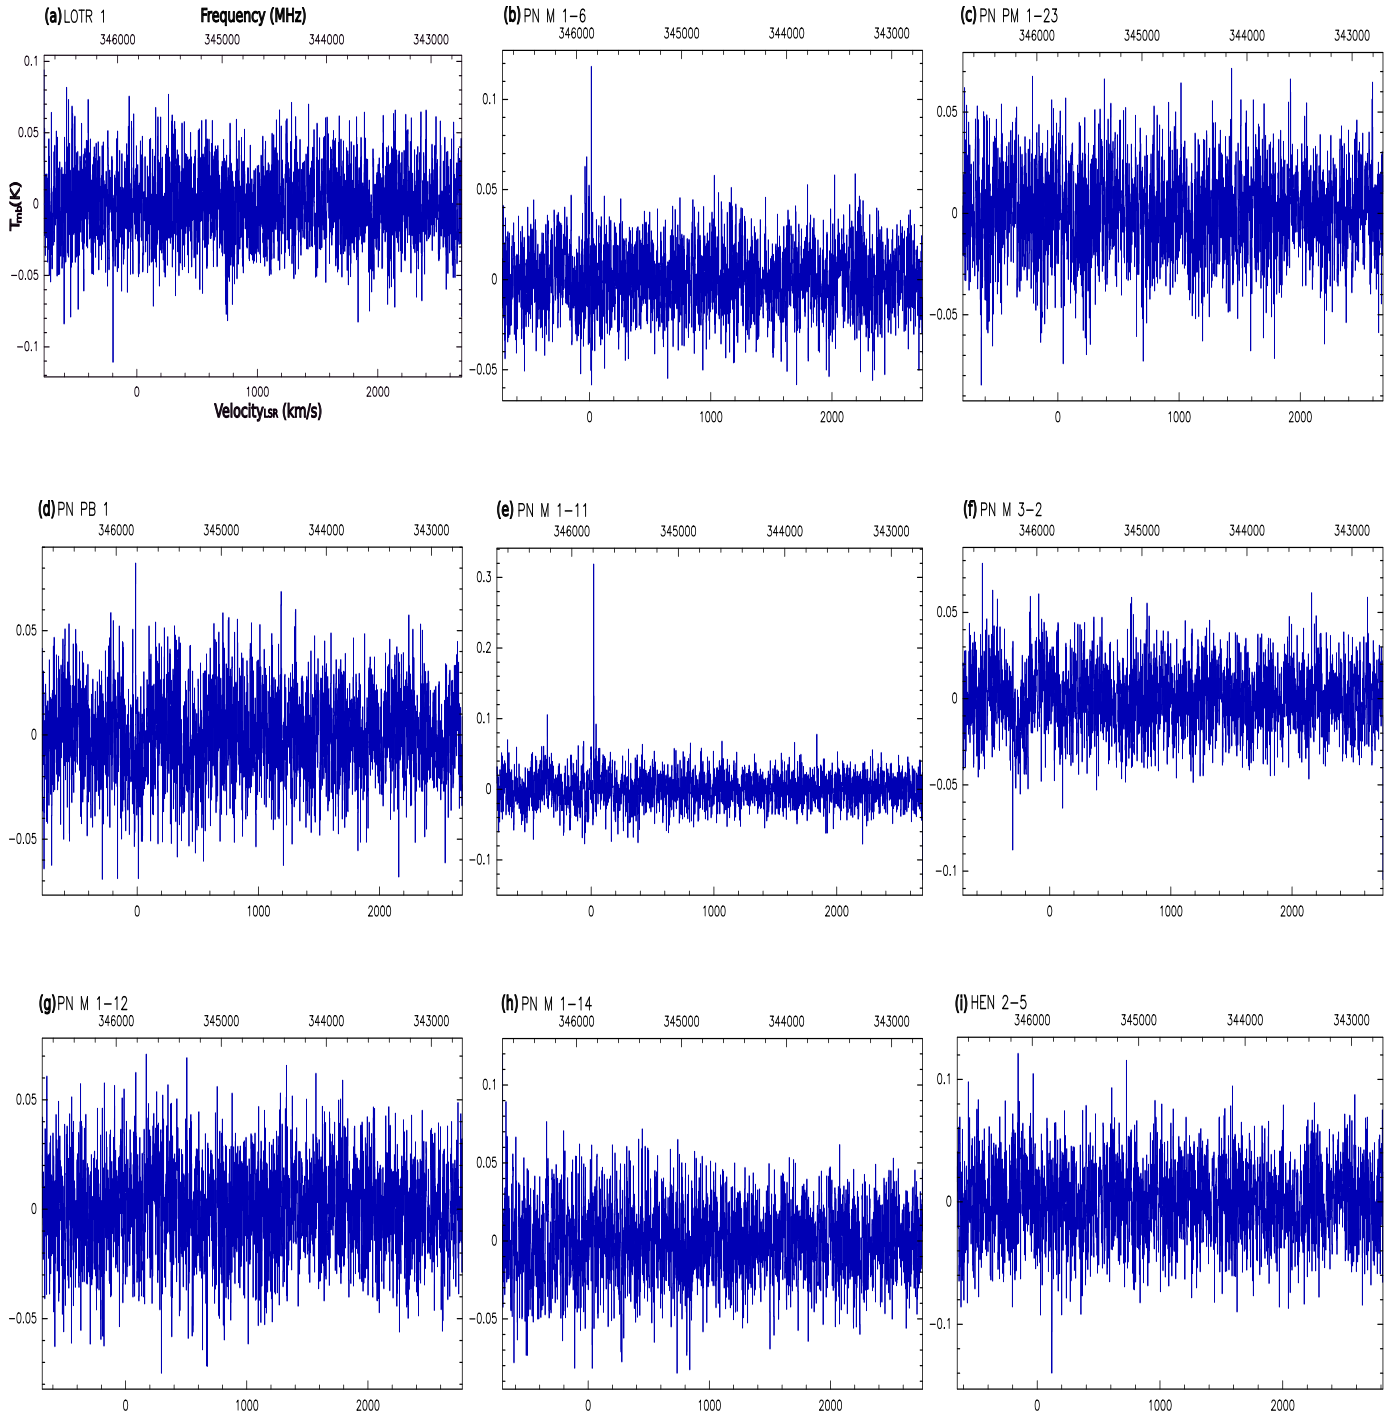 (a) LOTR 1 Frequency (MHz)
346000 345000 344000 343000
0.1
0.05
0
−0.05
−0.1
T_mb(K)
0 1000 2000
Velocity_LSR (km/s)
(b) PN M 1−6
346000 345000 344000 343000
0.1
0.05
0
−0.05
0 1000 2000
(c) PN PM 1−23
346000 345000 344000 343000
0.05
0
−0.05
0 1000 2000
(d) PN PB 1
346000 345000 344000 343000
0.05
0
−0.05
0 1000 2000
(e) PN M 1−11
346000 345000 344000 343000
0.3
0.2
0.1
0
−0.1
0 1000 2000
(f) PN M 3−2
346000 345000 344000 343000
0.05
0
−0.05
−0.1
0 1000 2000
(g) PN M 1−12
346000 345000 344000 343000
0.05
0
−0.05
0 1000 2000
(h) PN M 1−14
346000 345000 344000 343000
0.1
0.05
0
−0.05
0 1000 2000
(i) HEN 2−5
346000 345000 344000 343000
0.1
0
−0.1
0 1000 2000